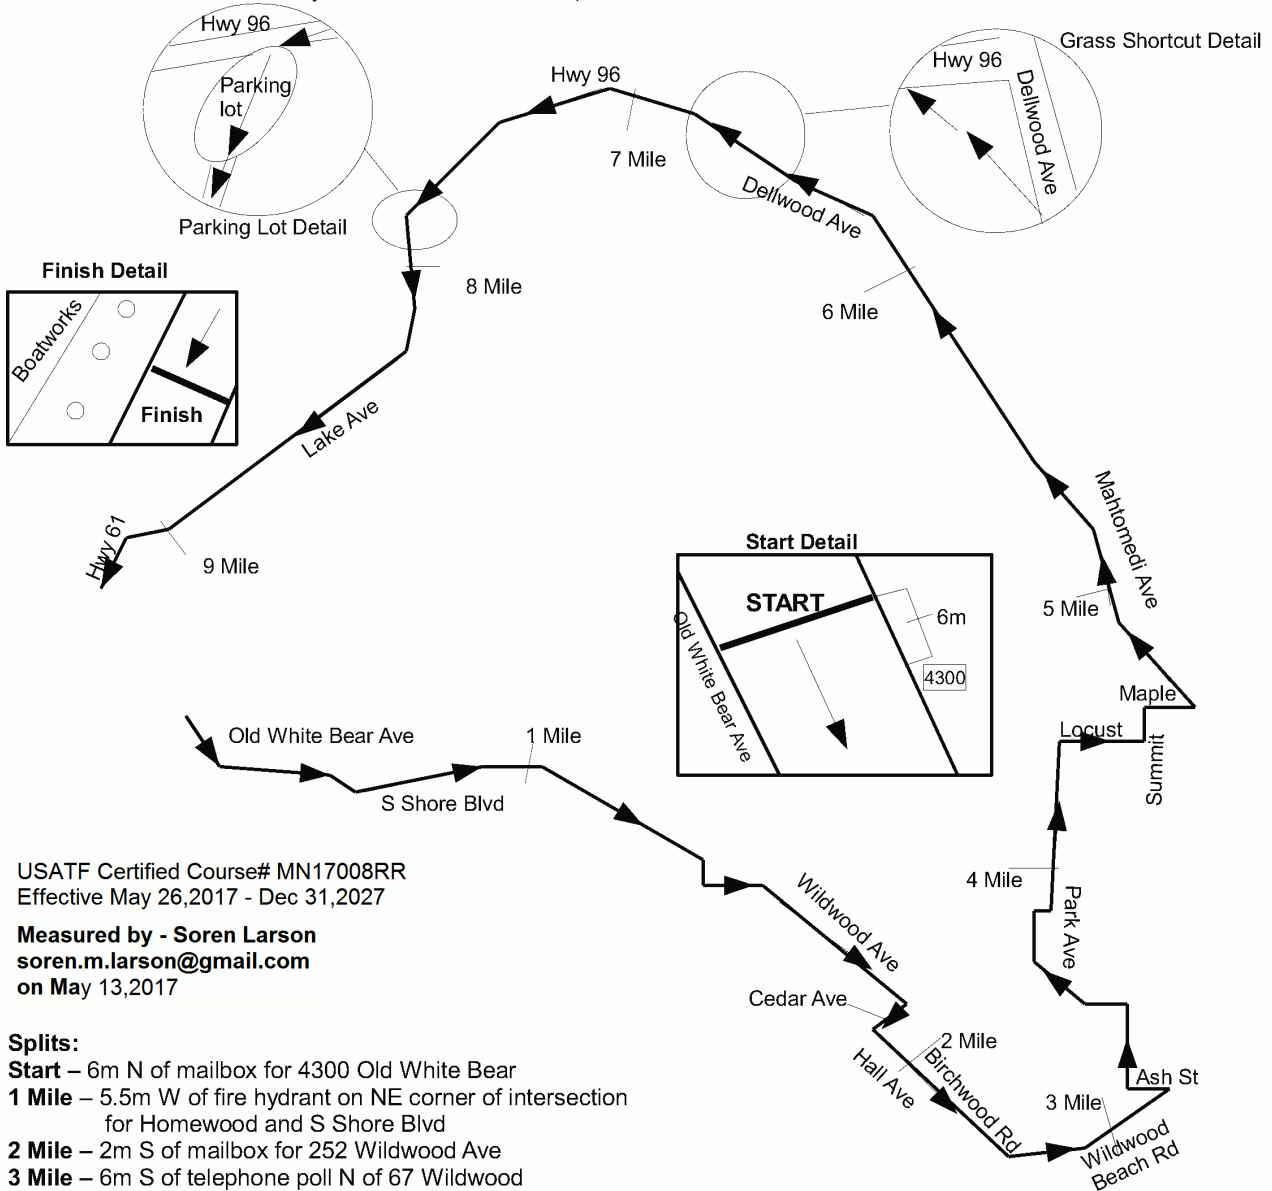 Hwy 96
Parking
lot
Parking Lot Detail
Hwy 96
7 Mile
Grass Shortcut Detail
Hwy 96
Dellwood Ave
Dellwood Ave
Finish Detail
Boatworks
Finish
8 Mile
6 Mile
Lake Ave
Hwy 61
9 Mile
Mahtomedi Ave
Start Detail
START
6m
4300
Old White Bear Ave
5 Mile
Maple
Locust
Summit
Old White Bear Ave
1 Mile
S Shore Blvd
USATF Certified Course# MN17008RR
Effective May 26,2017 - Dec 31,2027
Measured by - Soren Larson
soren.m.larson@gmail.com
on May 13,2017
Wildwood Ave
4 Mile
Park Ave
Cedar Ave
2 Mile
Hall Ave
Birchwood Rd
3 Mile
Ash St
Wildwood
Beach Rd
Splits:
Start – 6m N of mailbox for 4300 Old White Bear
1 Mile – 5.5m W of fire hydrant on NE corner of intersection
for Homewood and S Shore Blvd
2 Mile – 2m S of mailbox for 252 Wildwood Ave
3 Mile – 6m S of telephone poll N of 67 Wildwood